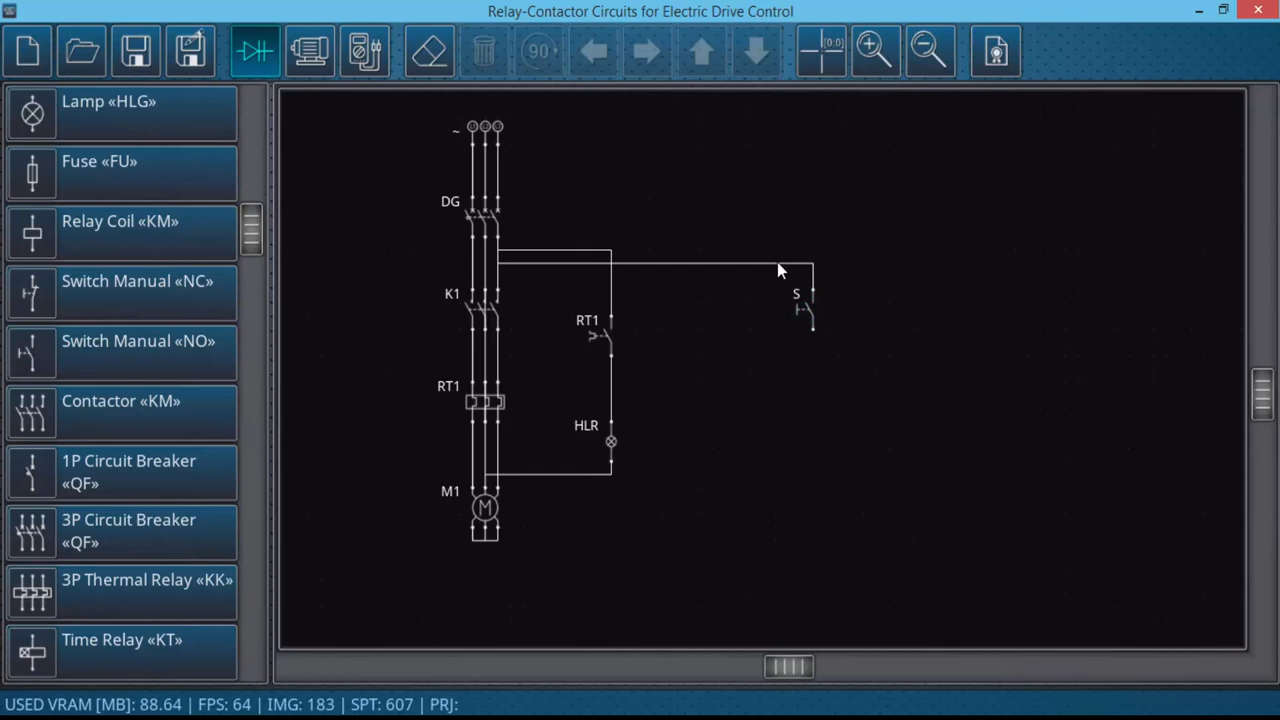 Relay-Contactor Circuits for Electric Drive Control
90
[0:0]
Lamp «HLG»
Fuse «FU»
Relay Coil «KM»
Switch Manual «NC»
Switch Manual «NO»
Contactor «KM»
1P Circuit Breaker
«QF»
3P Circuit Breaker
«QF»
3P Thermal Relay «KK»
Time Relay «KT»
~
DG
K1
S
RT1
RT1
HLR
M1
M
USED VRAM [MB]: 88.64 | FPS: 64 | IMG: 183 | SPT: 607 | PRJ: